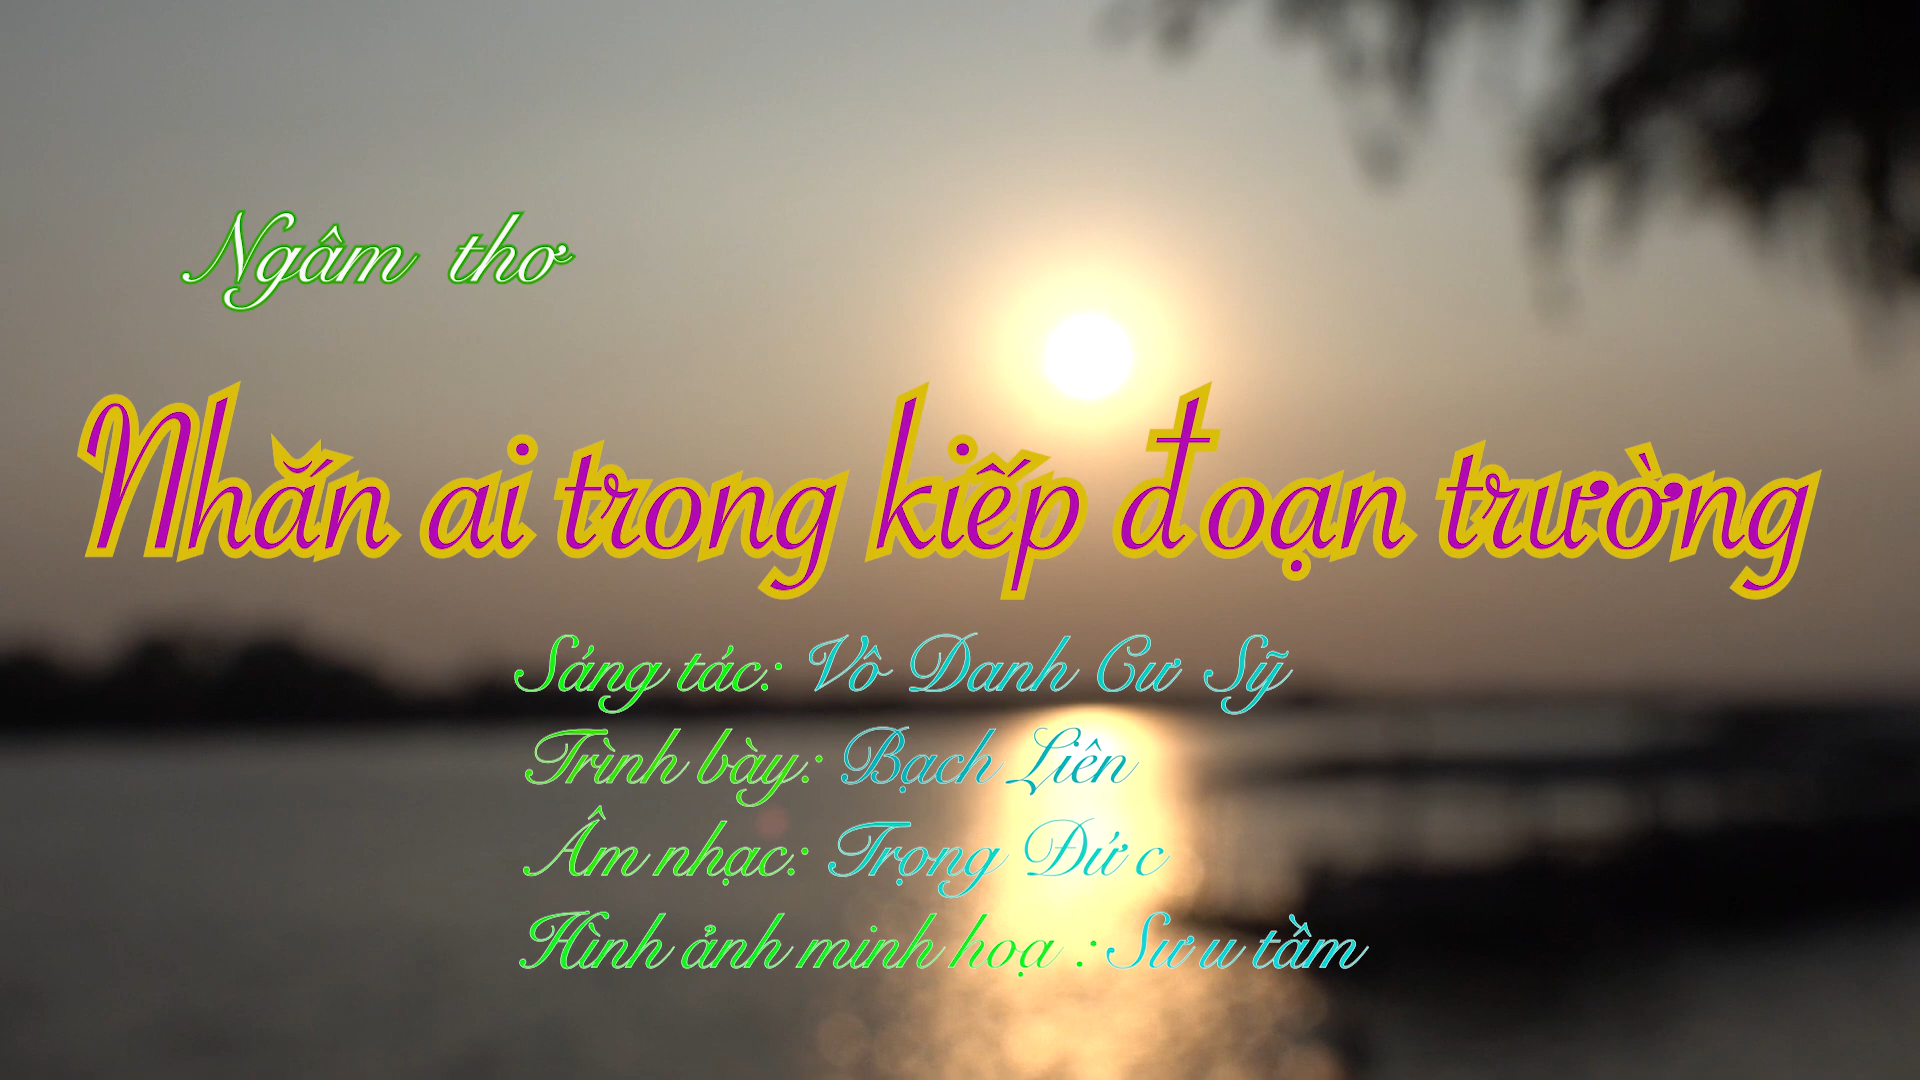 Ngâm thơ
Nhắn ai trong kiếp đoạn trường
Sáng tác: Vô Danh Cư Sỹ
Trình bày: Bạch Liên
Âm nhạc: Trọng Đức
Hình ảnh minh hoạ : Sưu tầm